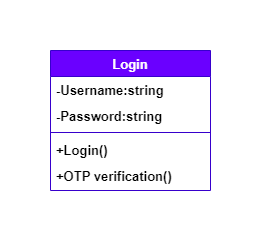 Login
-Username:string
-Password:string
+Login()
+OTP verification()